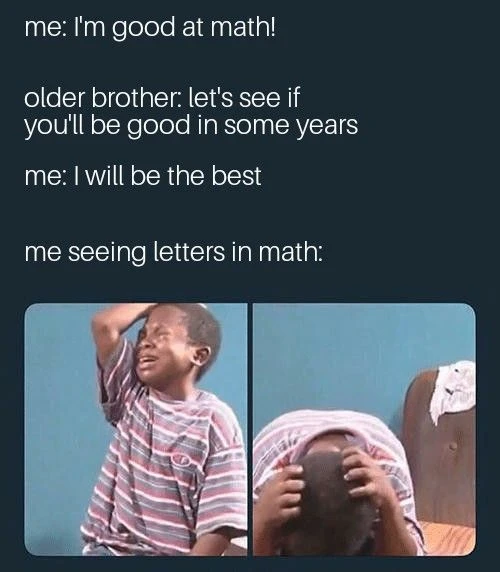 me: I'm good at math!
older brother: let's see if
you'll be good in some years
me: I will be the best
me seeing letters in math: